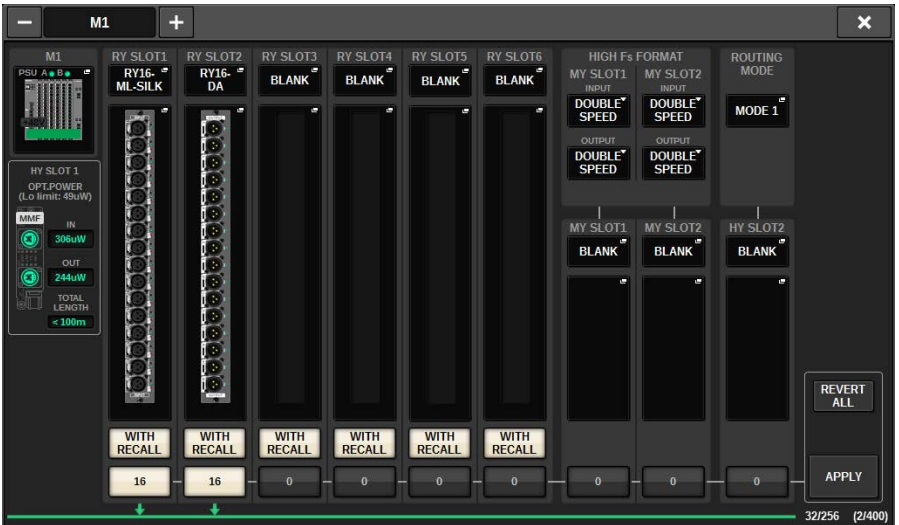 M1
M1
PSU A B
+48V
HY SLOT 1
OPT.POWER
(Lo limit: 49uW)
MMF
IN
306uW
OUT
244uW
TOTAL
LENGTH
< 100m
RY SLOT1
RY16-
ML-SILK
WITH
RECALL
16
RY SLOT2
RY16-
DA
WITH
RECALL
16
RY SLOT3
BLANK
WITH
RECALL
0
RY SLOT4
BLANK
WITH
RECALL
0
RY SLOT5
BLANK
WITH
RECALL
0
RY SLOT6
BLANK
WITH
RECALL
0
HIGH Fs FORMAT
MY SLOT1
INPUT
DOUBLE
SPEED
OUTPUT
DOUBLE
SPEED
MY SLOT2
INPUT
DOUBLE
SPEED
OUTPUT
DOUBLE
SPEED
ROUTING
MODE
MODE 1
MY SLOT1
BLANK
0
MY SLOT2
BLANK
0
HY SLOT2
BLANK
0
REVERT
ALL
APPLY
32/256 (2/400)